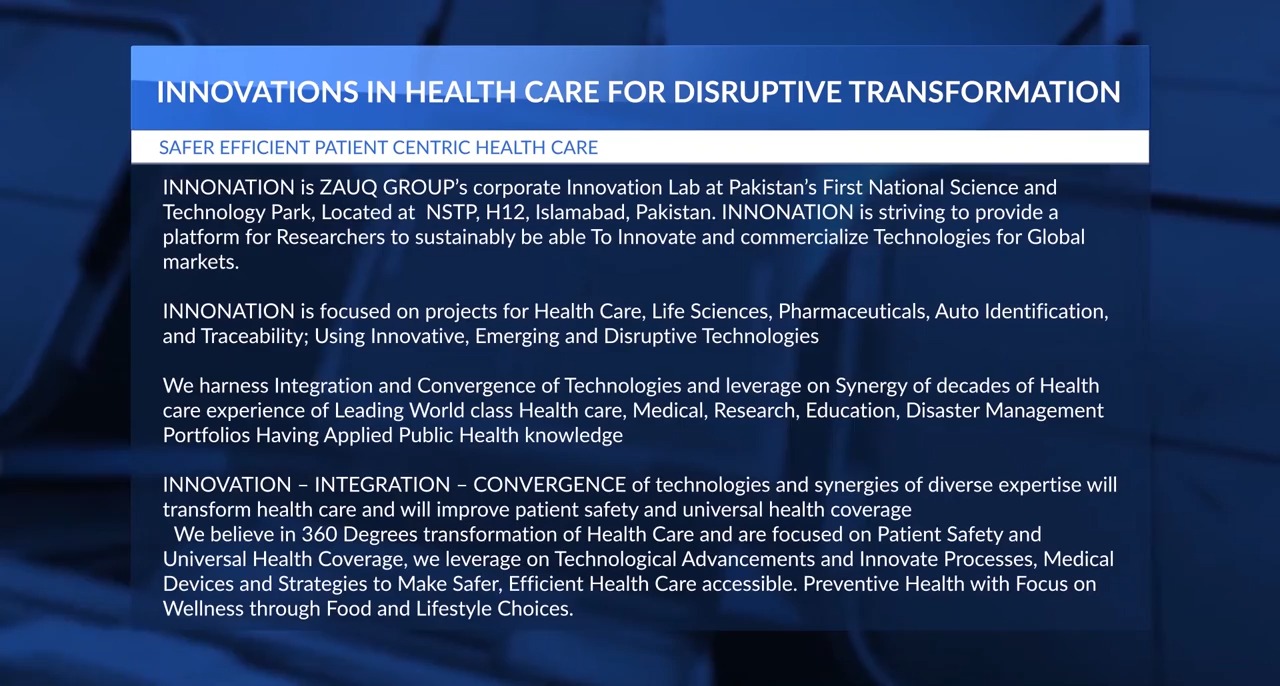 INNOVATIONS IN HEALTH CARE FOR DISRUPTIVE TRANSFORMATION
SAFER EFFICIENT PATIENT CENTRIC HEALTH CARE
INNONATION is ZAUQ GROUP’s corporate Innovation Lab at Pakistan’s First National Science and
Technology Park, Located at  NSTP, H12, Islamabad, Pakistan. INNONATION is striving to provide a
platform for Researchers to sustainably be able To Innovate and commercialize Technologies for Global
markets.
INNONATION is focused on projects for Health Care, Life Sciences, Pharmaceuticals, Auto Identification,
and Traceability; Using Innovative, Emerging and Disruptive Technologies
We harness Integration and Convergence of Technologies and leverage on Synergy of decades of Health
care experience of Leading World class Health care, Medical, Research, Education, Disaster Management
Portfolios Having Applied Public Health knowledge
INNOVATION – INTEGRATION – CONVERGENCE of technologies and synergies of diverse expertise will
transform health care and will improve patient safety and universal health coverage
We believe in 360 Degrees transformation of Health Care and are focused on Patient Safety and
Universal Health Coverage, we leverage on Technological Advancements and Innovate Processes, Medical
Devices and Strategies to Make Safer, Efficient Health Care accessible. Preventive Health with Focus on
Wellness through Food and Lifestyle Choices.